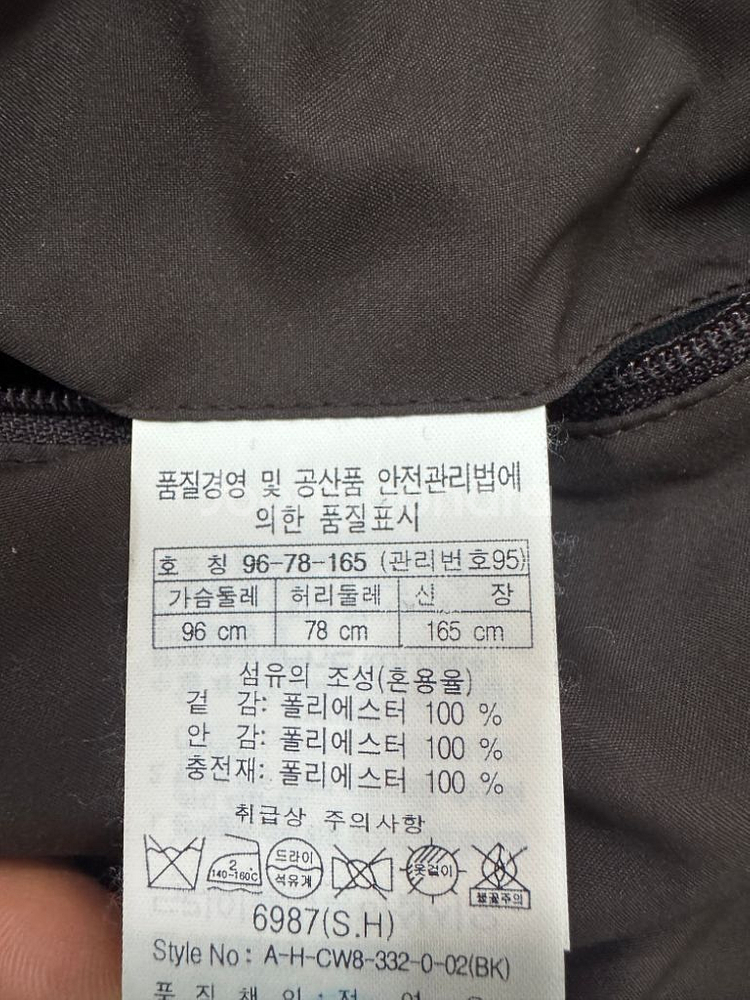 품질경영 및 공산품 안전관리법에
의한 품질표시
호 칭 96-78-165 (관리번호95)
가슴둘레 허리둘레 신 장
96 cm 78 cm 165 cm
섬유의 조성(혼용율)
겉 감: 폴리에스터 100 %
안 감: 폴리에스터 100 %
충전재: 폴리에스터 100 %
취급상 주의사항
2 140-160C 드라이 석유계 옷걸이 불꽃주의
6987(S.H)
Style No : A-H-CW8-332-0-02(BK)